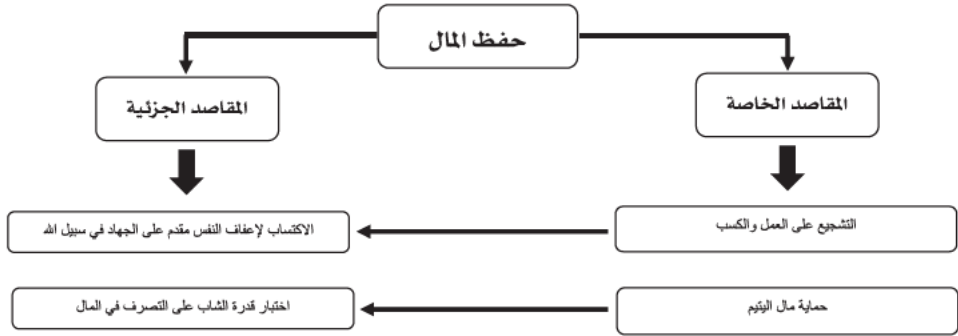 حفظ المال
المقاصد الخاصة
المقاصد الجزئية
التشجيع على العمل والكسب
الاكتساب لإعفاف النفس مقدم على الجهاد في سبيل الله
حماية مال اليتيم
اختبار قدرة الشاب على التصرف في المال